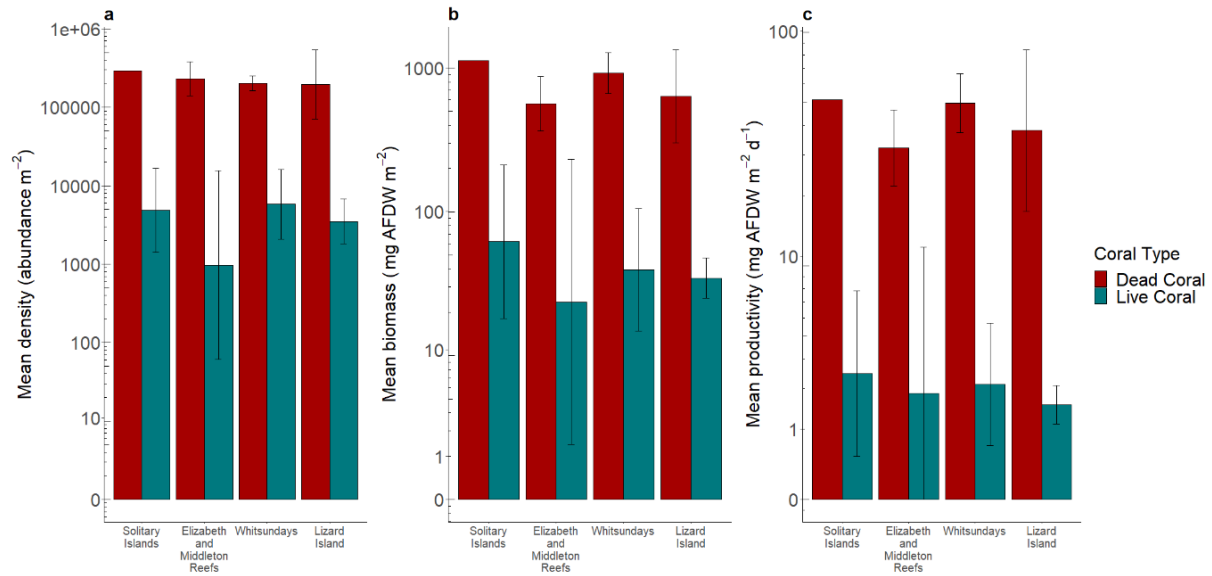 a
Mean density (abundance m⁻²)
1e+06
100000
10000
1000
100
10
0
Solitary
Islands
Elizabeth
and
Middleton
Reefs
Whitsundays
Lizard
Island
b
Mean biomass (mg AFDW m⁻²)
1000
100
10
1
0
Solitary
Islands
Elizabeth
and
Middleton
Reefs
Whitsundays
Lizard
Island
c
Mean productivity (mg AFDW m⁻² d⁻¹)
100
10
1
0
Solitary
Islands
Elizabeth
and
Middleton
Reefs
Whitsundays
Lizard
Island
Coral Type
Dead Coral
Live Coral